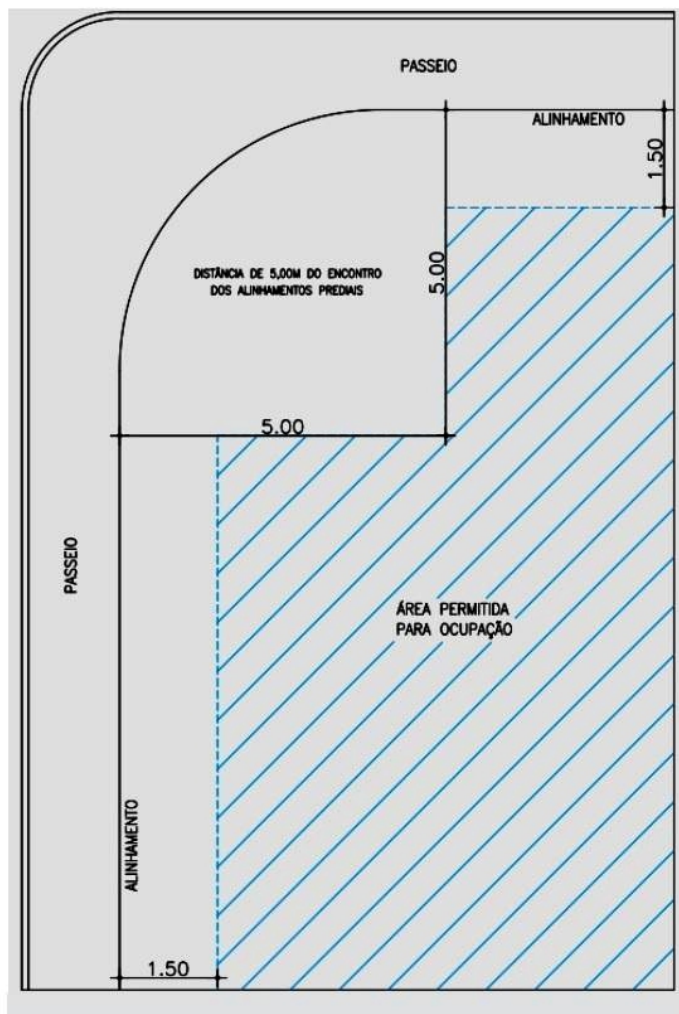 PASSEIO
ALINHAMENTO
1.50
DISTÂNCIA DE 5,00M DO ENCONTRO
DOS ALINHAMENTOS PREDIAIS
5.00
5.00
PASSEIO
ÁREA PERMITIDA
PARA OCUPAÇÃO
ALINHAMENTO
1.50